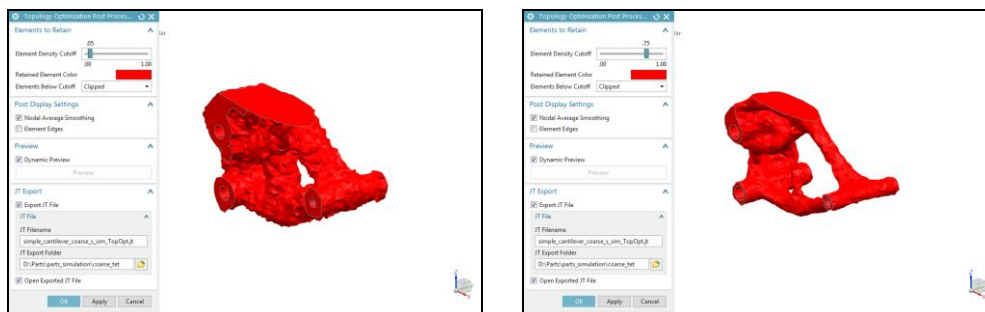 Topology Optimization Post Proces...
Elements to Retain
.05
Element Density Cutoff
.00 1.00
Retained Element Color
Elements Below Cutoff Clipped
Post Display Settings
Nodal Average Smoothing
Element Edges
Preview
Dynamic Preview
Preview
JT Export
Export JT File
JT File
JT Filename
simple_cantilever_coarse_s_sim_TopOpt.jt
JT Export Folder
D:\Parts\parts_simulation\coarse_tet
Open Exported JT File
OK Apply Cancel
Topology Optimization Post Proces...
Elements to Retain
.75
Element Density Cutoff
.00 1.00
Retained Element Color
Elements Below Cutoff Clipped
Post Display Settings
Nodal Average Smoothing
Element Edges
Preview
Dynamic Preview
Preview
JT Export
Export JT File
JT File
JT Filename
simple_cantilever_coarse_s_sim_TopOpt.jt
JT Export Folder
D:\Parts\parts_simulation\coarse_tet
Open Exported JT File
OK Apply Cancel